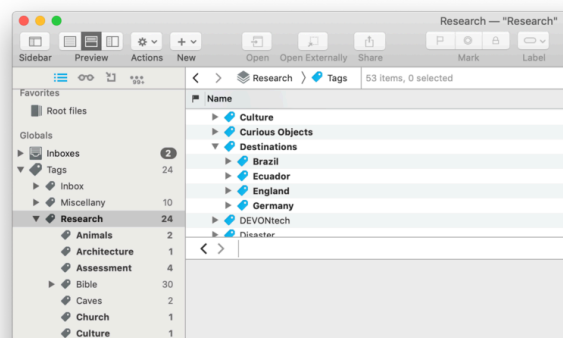 Research — "Research"
Sidebar Preview Actions New Open Open Externally Share Mark Label
Research Tags 53 items, 0 selected
Favorites
Root files
Globals
Inboxes 2
Tags 24
Inbox
Miscellany 10
Research 24
Animals 2
Architecture 1
Assessment 4
Bible 30
Caves 2
Church 1
Culture 1
Name
Culture
Curious Objects
Destinations
Brazil
Ecuador
England
Germany
DEVONtech
Disaster